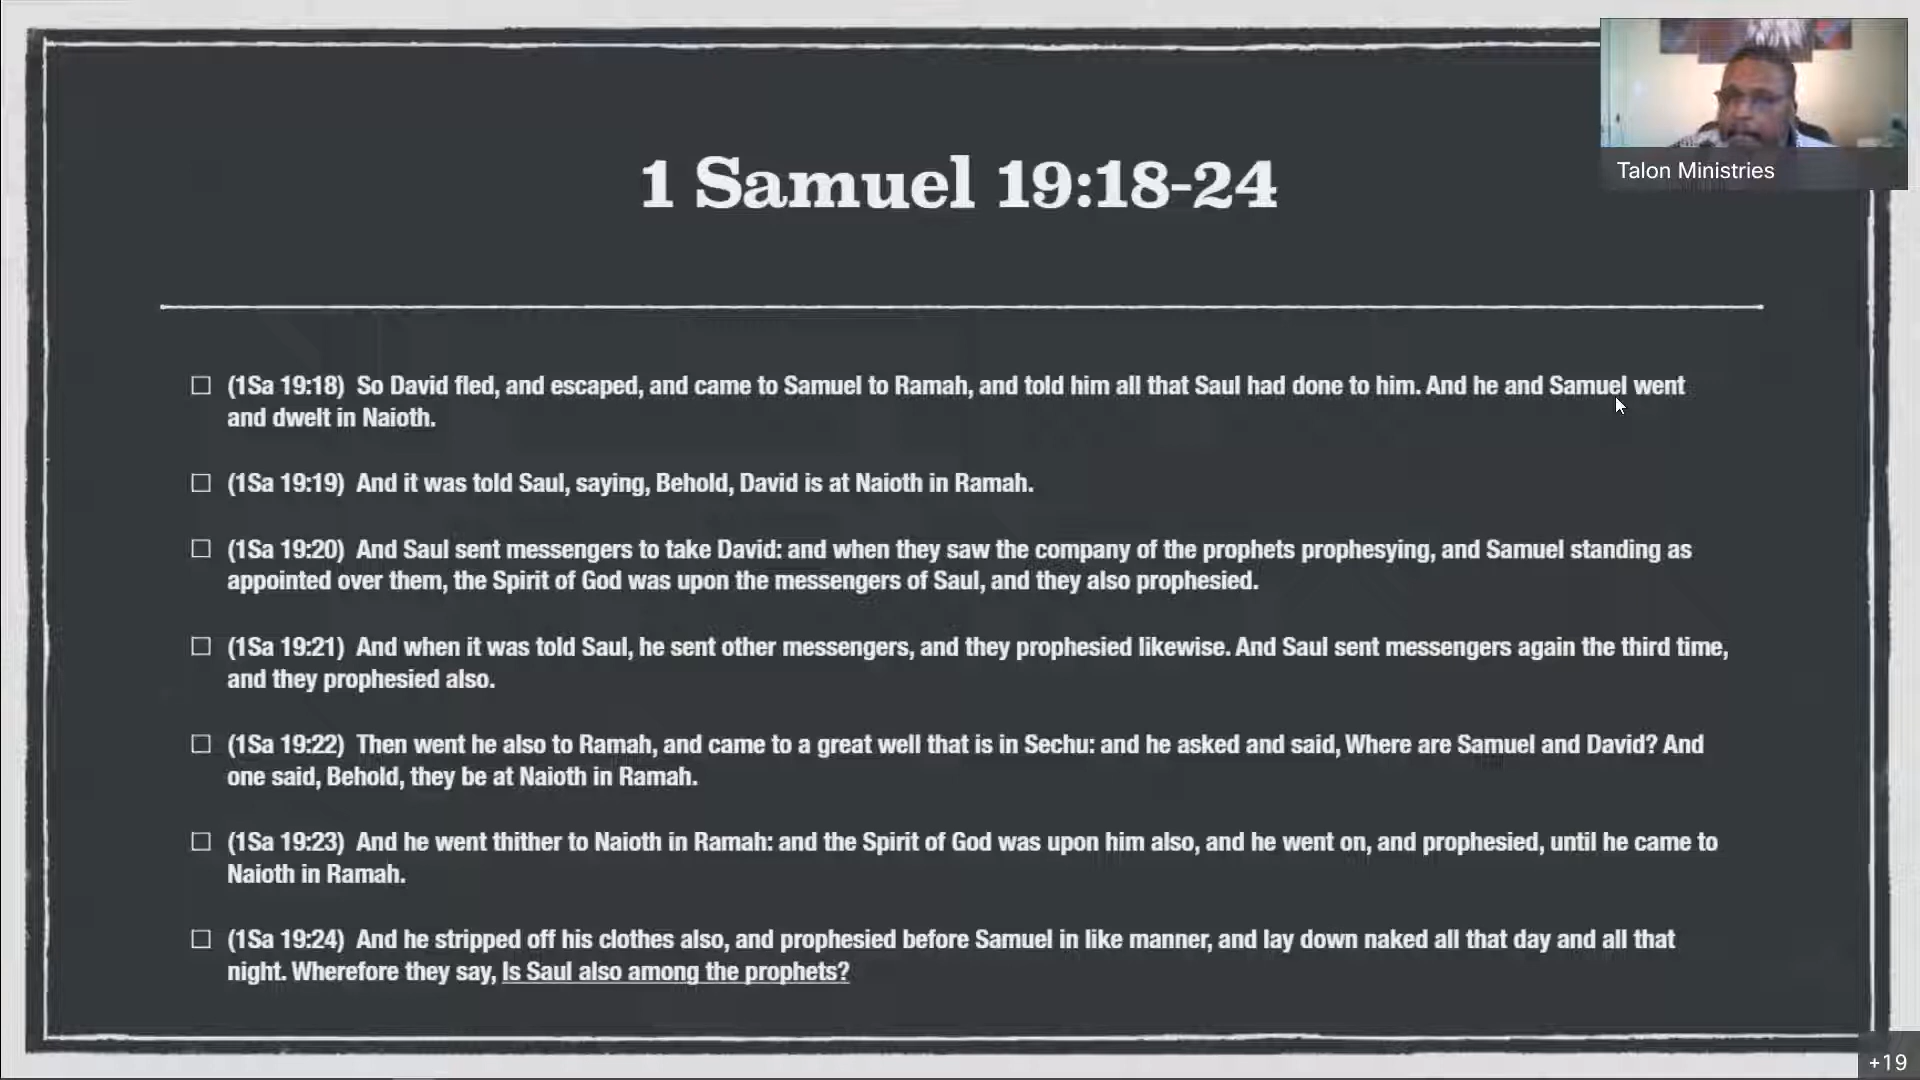 Talon Ministries
1 Samuel 19:18-24
☐ (1Sa 19:18) So David fled, and escaped, and came to Samuel to Ramah, and told him all that Saul had done to him. And he and Samuel went
and dwelt in Naioth.
☐ (1Sa 19:19) And it was told Saul, saying, Behold, David is at Naioth in Ramah.
☐ (1Sa 19:20) And Saul sent messengers to take David: and when they saw the company of the prophets prophesying, and Samuel standing as
appointed over them, the Spirit of God was upon the messengers of Saul, and they also prophesied.
☐ (1Sa 19:21) And when it was told Saul, he sent other messengers, and they prophesied likewise. And Saul sent messengers again the third time,
and they prophesied also.
☐ (1Sa 19:22) Then went he also to Ramah, and came to a great well that is in Sechu: and he asked and said, Where are Samuel and David? And
one said, Behold, they be at Naioth in Ramah.
☐ (1Sa 19:23) And he went thither to Naioth in Ramah: and the Spirit of God was upon him also, and he went on, and prophesied, until he came to
Naioth in Ramah.
☐ (1Sa 19:24) And he stripped off his clothes also, and prophesied before Samuel in like manner, and lay down naked all that day and all that
night. Wherefore they say, Is Saul also among the prophets?
+19